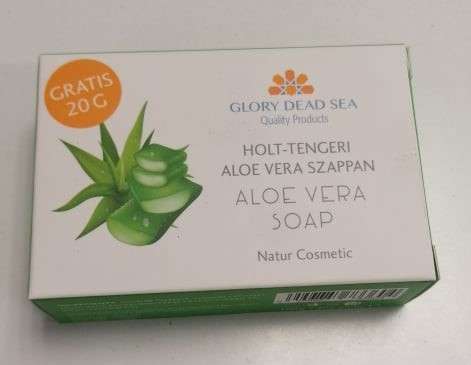 GRATIS
20 G
GLORY DEAD SEA
Quality Products
HOLT-TENGERI
ALOE VERA SZAPPAN
ALOE VERA
SOAP
Natur Cosmetic